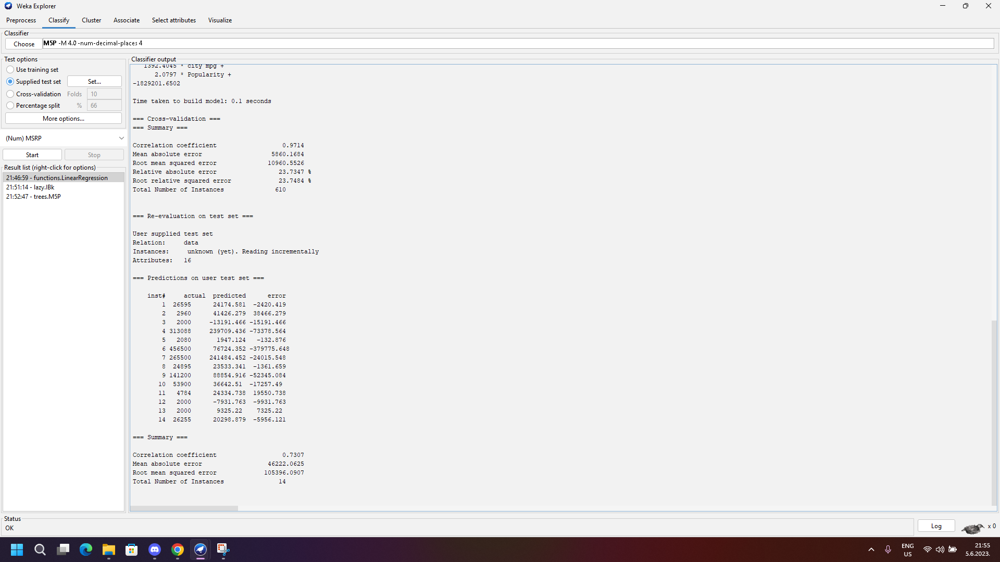 Weka Explorer
Preprocess Classify Cluster Associate Select attributes Visualize
Classifier
Choose M5P -M 4.0 -num-decimal-places 4
Test options
Use training set
Supplied test set Set...
Cross-validation Folds 10
Percentage split % 66
More options...
(Num) MSRP
Start Stop
Result list (right-click for options)
21:46:59 - functions.LinearRegression
21:51:14 - lazy.IBk
21:52:47 - trees.M5P
Classifier output
1392.4045 * city mpg +
2.0797 * Popularity +
-1829201.6502
Time taken to build model: 0.1 seconds
=== Cross-validation ===
=== Summary ===
Correlation coefficient 0.9714
Mean absolute error 5860.1684
Root mean squared error 10960.5526
Relative absolute error 23.7347 %
Root relative squared error 23.7484 %
Total Number of Instances 610
=== Re-evaluation on test set ===
User supplied test set
Relation: data
Instances: unknown (yet). Reading incrementally
Attributes: 16
=== Predictions on user test set ===
inst# actual predicted error
1 26595 24174.581 -2420.419
2 2960 41426.279 38466.279
3 2000 -13191.466 -15191.466
4 313088 239709.436 -73378.564
5 2080 1947.124 -132.876
6 456500 76724.352 -379775.648
7 265500 241484.452 -24015.548
8 24895 23533.341 -1361.659
9 141200 88854.916 -52345.084
10 53900 36642.51 -17257.49
11 4784 24334.738 19550.738
12 2000 -7931.763 -9931.763
13 2000 9325.22 7325.22
14 26255 20298.879 -5956.121
=== Summary ===
Correlation coefficient 0.7307
Mean absolute error 46222.0625
Root mean squared error 105396.0907
Total Number of Instances 14
Status
OK
Log
x 0
ENG
US
21:55
5.6.2023.